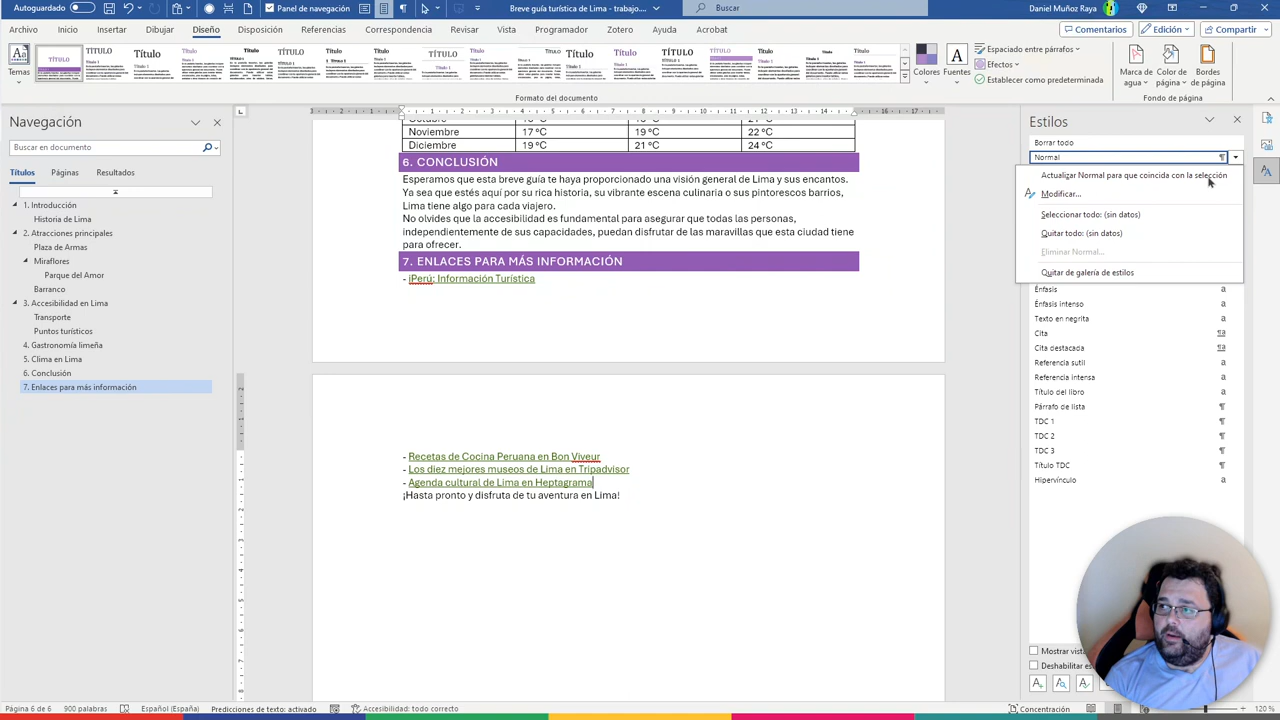 Autoguardado
Panel de navegación
Breve guía turística de Lima - trabajo....
Buscar
Daniel Muñoz Raya
Archivo Inicio Insertar Dibujar Diseño Disposición Referencias Correspondencia Revisar Vista Programador Zotero Ayuda Acrobat
Comentarios Edición Compartir
Temas
Colores Fuentes
Espaciado entre párrafos
Efectos
Establecer como predeterminada
Marca de agua
Color de página
Bordes de página
Formato del documento
Fondo de página
Navegación
Buscar en documento
Títulos Páginas Resultados
1. Introducción
Historia de Lima
2. Atracciones principales
Plaza de Armas
Miraflores
Parque del Amor
Barranco
3. Accesibilidad en Lima
Transporte
Puntos turísticos
4. Gastronomía limeña
5. Clima en Lima
6. Conclusión
7. Enlaces para más información
Noviembre 17 ºC 19 ºC 22 ºC
Diciembre 19 ºC 21 ºC 24 ºC
6. CONCLUSIÓN
Esperamos que esta breve guía te haya proporcionado una visión general de Lima y sus encantos.
Ya sea que estés aquí por su rica historia, su vibrante escena culinaria o sus pintorescos barrios,
Lima tiene algo para cada viajero.
No olvides que la accesibilidad es fundamental para asegurar que todas las personas,
independientemente de sus capacidades, puedan disfrutar de las maravillas que esta ciudad tiene
para ofrecer.
7. ENLACES PARA MÁS INFORMACIÓN
- iPerú: Información Turística
- Recetas de Cocina Peruana en Bon Viveur
- Los diez mejores museos de Lima en Tripadvisor
- Agenda cultural de Lima en Heptagrama
¡Hasta pronto y disfruta de tu aventura en Lima!
Estilos
Borrar todo
Normal
Actualizar Normal para que coincida con la selección
Modificar...
Seleccionar todo: (sin datos)
Quitar todo: (sin datos)
Eliminar Normal...
Quitar de galería de estilos
Énfasis
Énfasis intenso
Texto en negrita
Cita
Cita destacada
Referencia sutil
Referencia intensa
Título del libro
Párrafo de lista
TDC 1
TDC 2
TDC 3
Título TDC
Hipervínculo
Mostrar vista
Deshabilitar es
Página 6 de 6 900 palabras Español (España) Predicciones de texto: activado Accesibilidad: todo correcto
Concentración
120 %